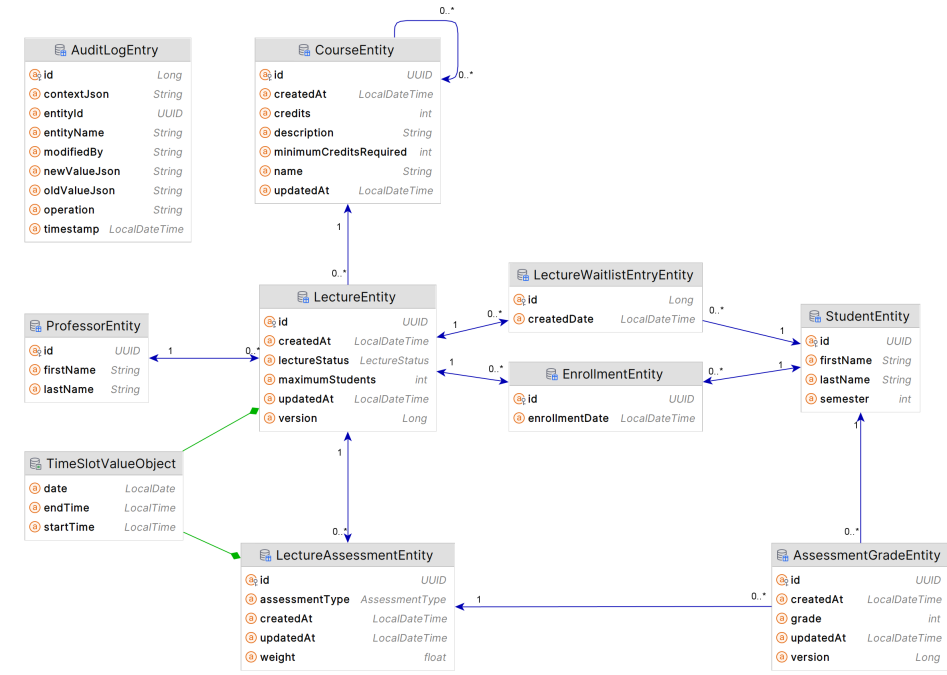 0..*
0..*
AuditLogEntry
id Long
contextJson String
entityId UUID
entityName String
modifiedBy String
newValueJson String
oldValueJson String
operation String
timestamp LocalDateTime
CourseEntity
id UUID
createdAt LocalDateTime
credits int
description String
minimumCreditsRequired int
name String
updatedAt LocalDateTime
1
0..*
LectureEntity
id UUID
createdAt LocalDateTime
lectureStatus LectureStatus
maximumStudents int
updatedAt LocalDateTime
version Long
LectureWaitlistEntryEntity
id Long
createdDate LocalDateTime
1
0..*
0..*
1
StudentEntity
id UUID
firstName String
lastName String
semester int
ProfessorEntity
id UUID
firstName String
lastName String
1
0..*
EnrollmentEntity
id UUID
enrollmentDate LocalDateTime
1
0..*
0..*
1
TimeSlotValueObject
date LocalDate
endTime LocalTime
startTime LocalTime
1
0..*
1
0..*
LectureAssessmentEntity
id UUID
assessmentType AssessmentType
createdAt LocalDateTime
updatedAt LocalDateTime
weight float
1
0..*
AssessmentGradeEntity
id UUID
createdAt LocalDateTime
grade int
updatedAt LocalDateTime
version Long